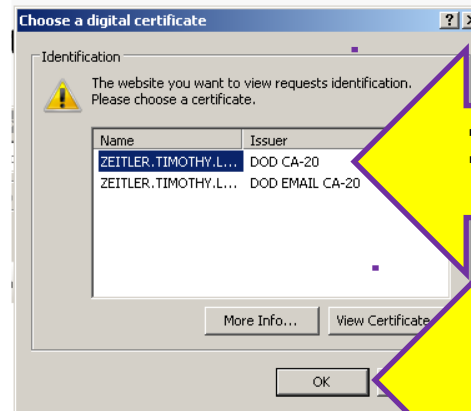 Choose a digital certificate
Identification
The website you want to view requests identification.
Please choose a certificate.
Name Issuer
ZEITLER.TIMOTHY.L... DOD CA-20
ZEITLER.TIMOTHY.L... DOD EMAIL CA-20
More Info... View Certificate
OK